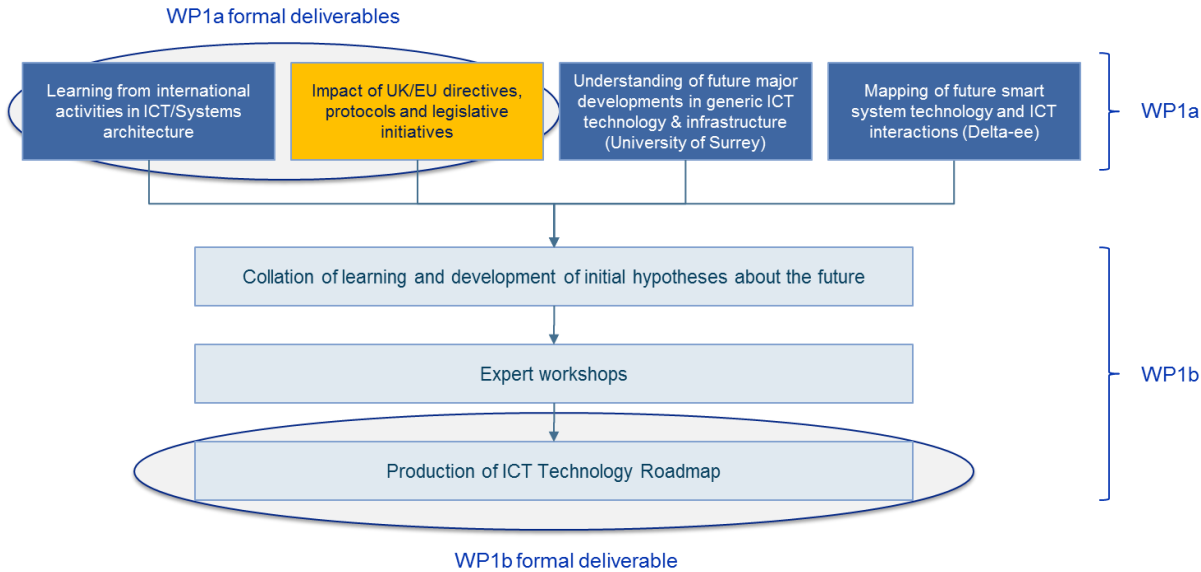 WP1a formal deliverables
Learning from international
activities in ICT/Systems
architecture
Impact of UK/EU directives,
protocols and legislative
initiatives
Understanding of future major
developments in generic ICT
technology & infrastructure
(University of Surrey)
Mapping of future smart
system technology and ICT
interactions (Delta-ee)
WP1a
Collation of learning and development of initial hypotheses about the future
Expert workshops
WP1b
Production of ICT Technology Roadmap
WP1b formal deliverable